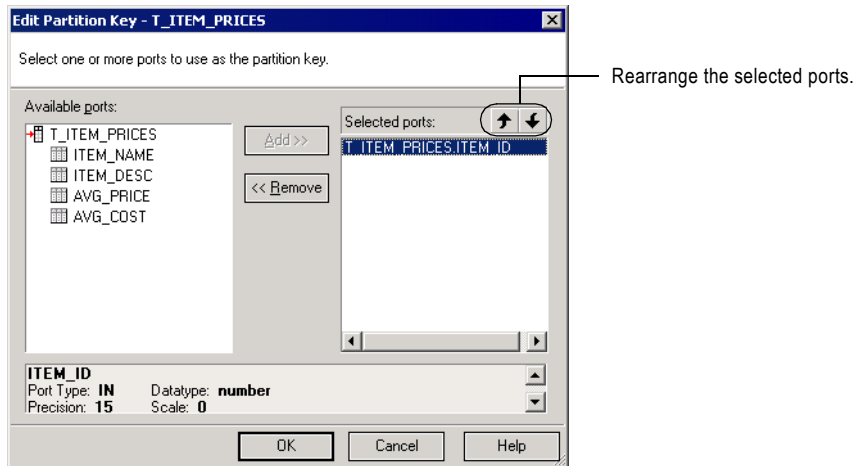 Edit Partition Key - T_ITEM_PRICES
Select one or more ports to use as the partition key.
Rearrange the selected ports.
Available ports:
Selected ports:
T_ITEM_PRICES
ITEM_NAME
ITEM_DESC
AVG_PRICE
AVG_COST
Add >>
<< Remove
T_ITEM_PRICES.ITEM_ID
ITEM_ID
Port Type: IN Datatype: number
Precision: 15 Scale: 0
OK Cancel Help